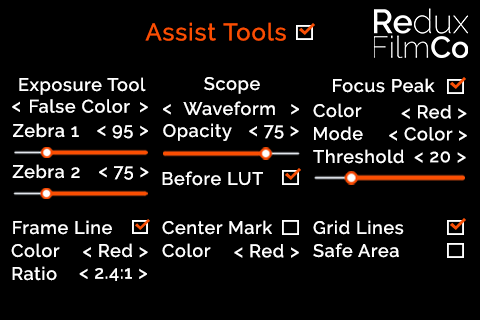 Assist Tools
Redux
FilmCo
Exposure Tool
< False Color >
Zebra 1 < 95 >
Zebra 2 < 75 >
Scope
< Waveform >
Opacity < 75 >
Before LUT
Focus Peak
Color < Red >
Mode < Color >
Threshold < 20 >
Frame Line
Color < Red >
Ratio < 2.4:1 >
Center Mark
Color < Red >
Grid Lines
Safe Area